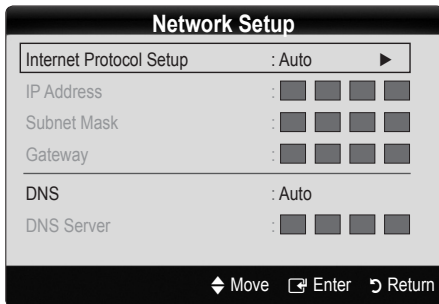 Network Setup
Internet Protocol Setup : Auto ▶
IP Address :
Subnet Mask :
Gateway :
DNS : Auto
DNS Server :
Move Enter Return